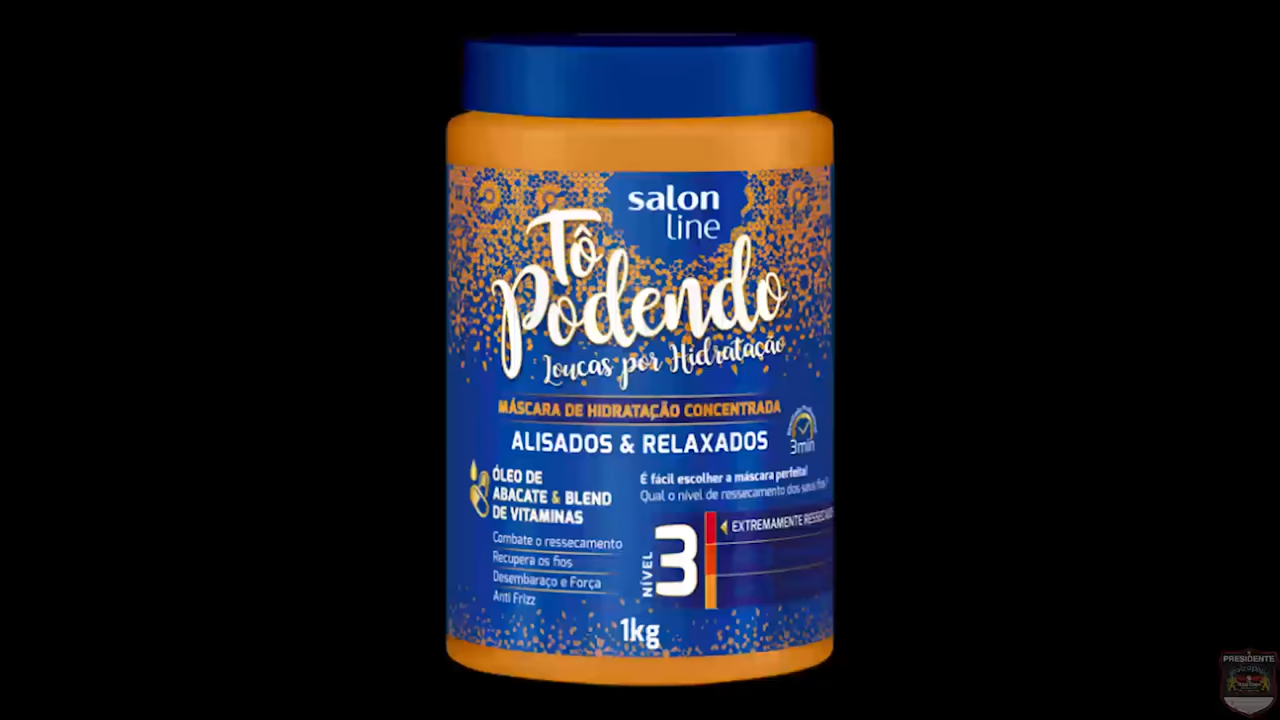 salon
line
Tô
Podendo
Loucas por Hidratação
MÁSCARA DE HIDRATAÇÃO CONCENTRADA
ALISADOS & RELAXADOS
3min
ÓLEO DE
ABACATE & BLEND
DE VITAMINAS
Combate o ressecamento
Recupera os fios
Desembaraço e Força
Anti Frizz
É fácil escolher a máscara perfeita!
Qual o nível de ressecamento dos seus fios?
NÍVEL
3
EXTREMAMENTE
1kg
PRESIDENTE